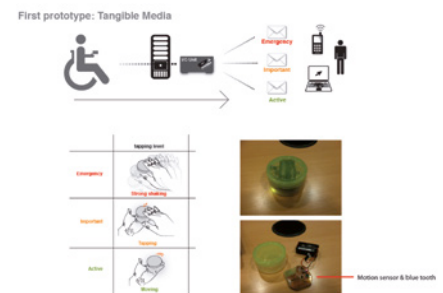 First prototype: Tangible Media
Emergency
Important
Active
tapping level
Emergency
Strong shaking
Important
Tapping
Active
Moving
Motion sensor & blue tooth